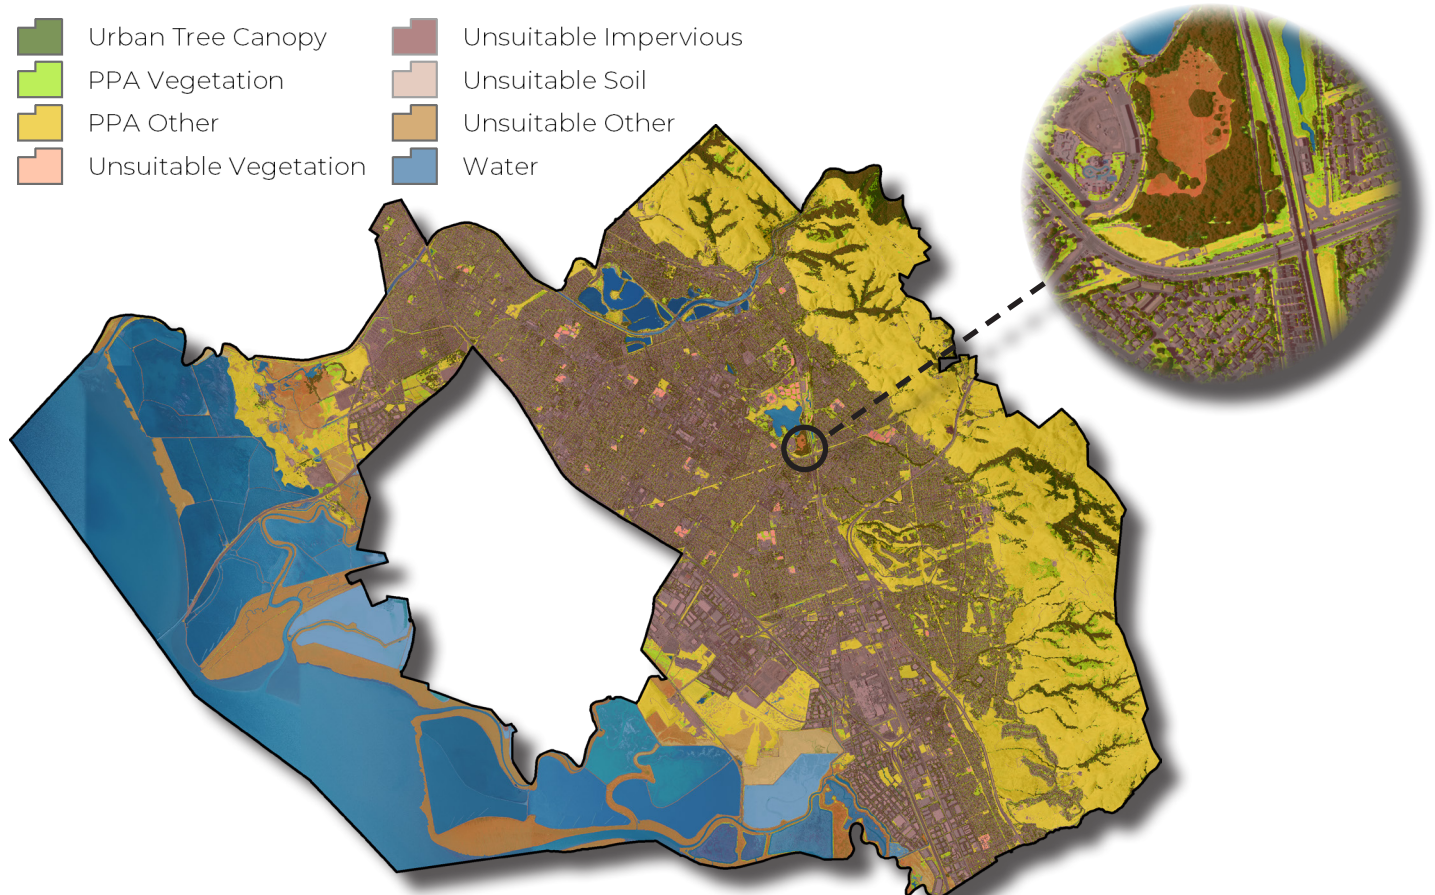 Urban Tree Canopy
PPA Vegetation
PPA Other
Unsuitable Vegetation
Unsuitable Impervious
Unsuitable Soil
Unsuitable Other
Water